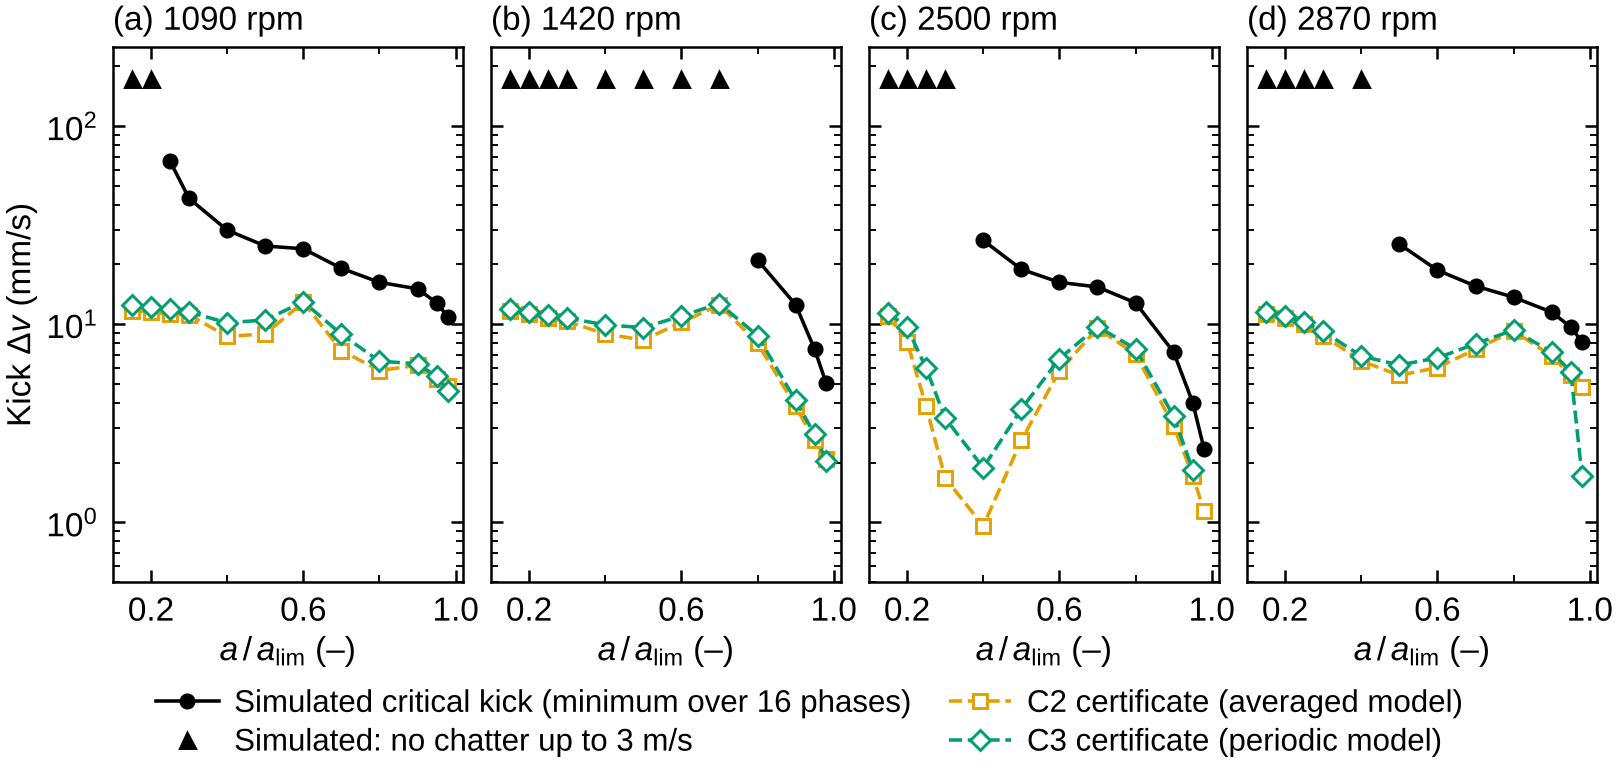 (a) 1090 rpm (b) 1420 rpm (c) 2500 rpm (d) 2870 rpm
10²
10¹
10⁰
Kick Δv (mm/s)
0.2 0.6 1.0 0.2 0.6 1.0 0.2 0.6 1.0 0.2 0.6 1.0
a / a_lim (–) a / a_lim (–) a / a_lim (–) a / a_lim (–)
Simulated critical kick (minimum over 16 phases)
Simulated: no chatter up to 3 m/s
C2 certificate (averaged model)
C3 certificate (periodic model)